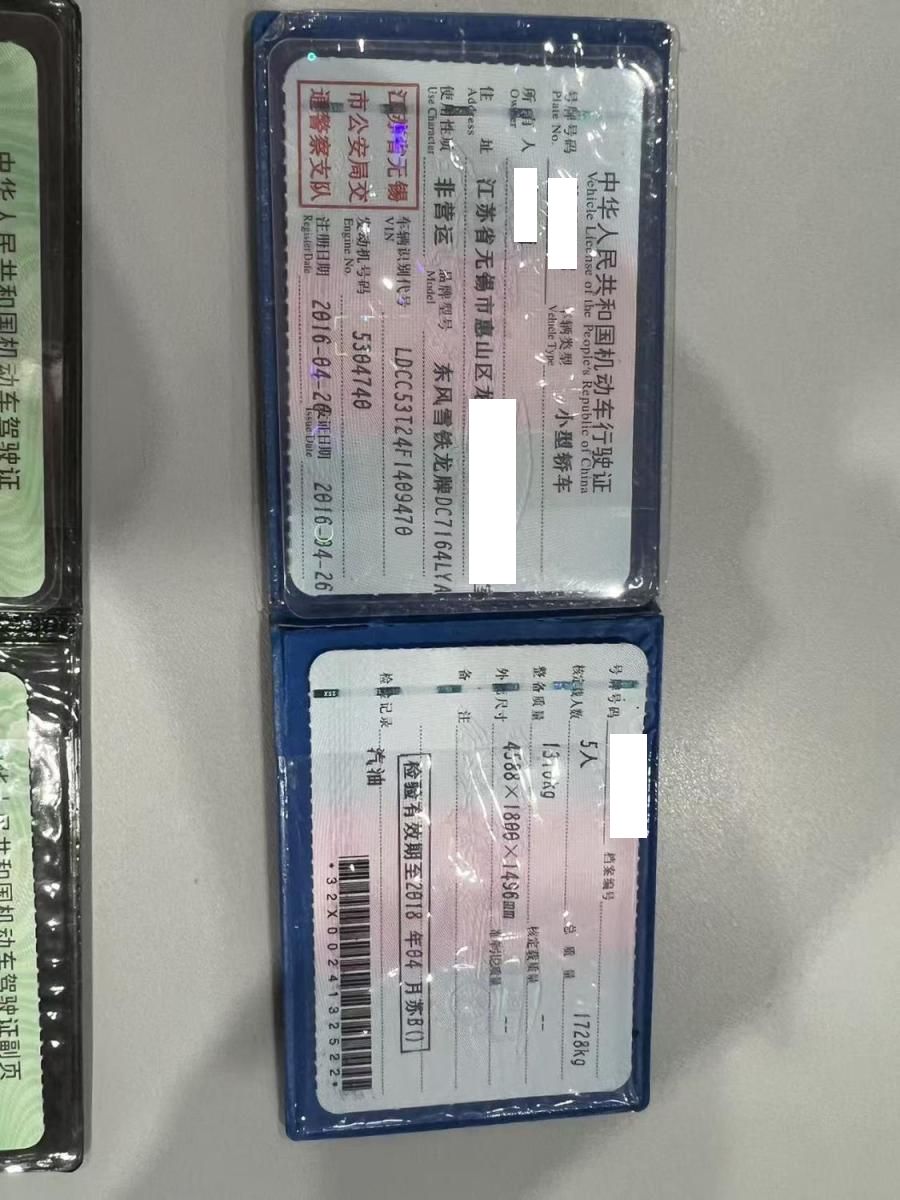 中华人民共和国机动车行驶证
Vehicle License of the People's Republic of China
号牌号码
Plate No.
车辆类型
Vehicle Type
小型轿车
所有人
Owner
住址
Address
江苏省无锡市惠山区
使用性质
Use Character
非营运
品牌型号
Model
东风雪铁龙牌DC7164LYA
江苏省无锡
市公安局交
通警察支队
车辆识别代号
VIN
LDCC53T24F1409470
发动机号码
Engine No.
5304740
注册日期
Register Date
2016-04-26
发证日期
Issue Date
2016-04-26
号牌号码
档案编号
核定载人数
5人
总质量
1728kg
整备质量
核定载质量
--
外廓尺寸
4588×1800×1496mm
准牵引总质量
--
备注
检验有效期至2018年04月苏B()
检验记录
汽油
*32X0024132522*
中华人民共和国机动车驾驶证
中华人民共和国机动车驾驶证副页